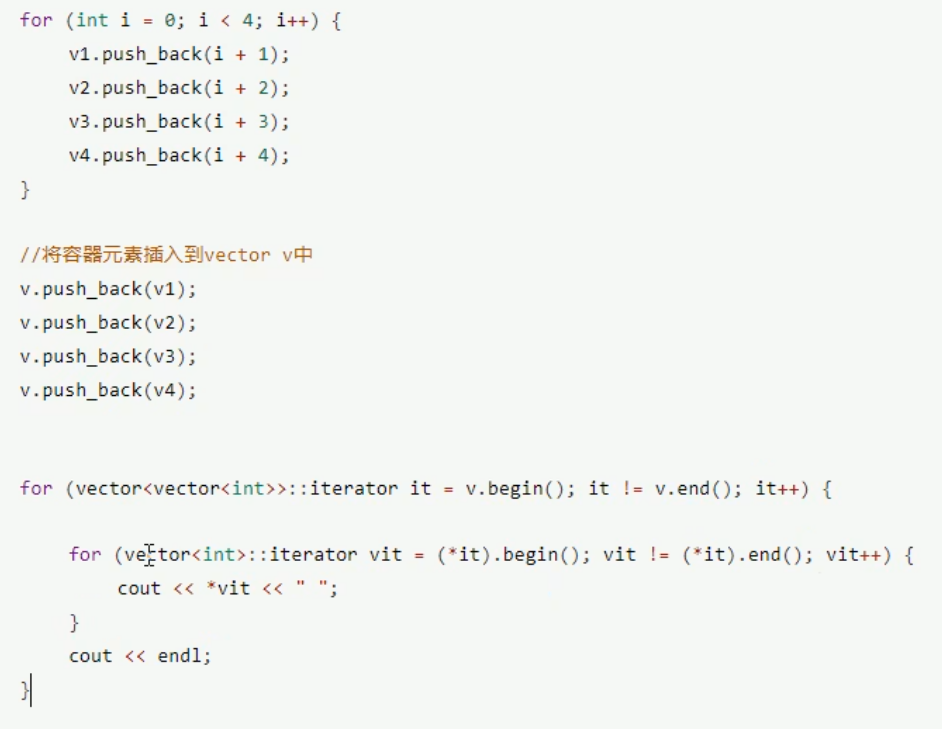 for (int i = 0; i < 4; i++) {
v1.push_back(i + 1);
v2.push_back(i + 2);
v3.push_back(i + 3);
v4.push_back(i + 4);
}
//将容器元素插入到vector v中
v.push_back(v1);
v.push_back(v2);
v.push_back(v3);
v.push_back(v4);
for (vector<vector<int>>::iterator it = v.begin(); it != v.end(); it++) {
for (vector<int>::iterator vit = (*it).begin(); vit != (*it).end(); vit++) {
cout << *vit << " ";
}
cout << endl;
}